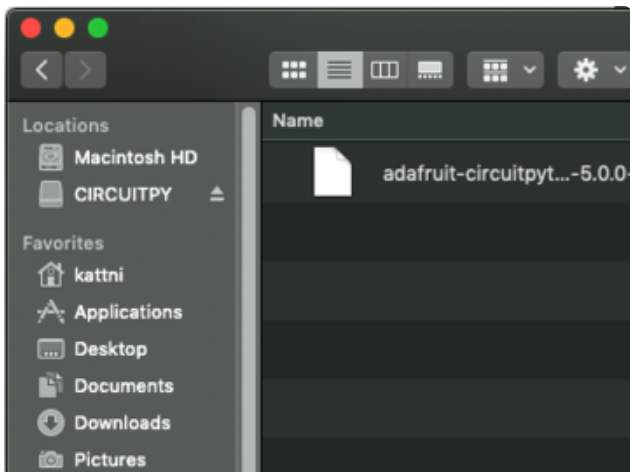 Name
Locations
Macintosh HD
CIRCUITPY
Favorites
kattni
Applications
Desktop
Documents
Downloads
Pictures
adafruit-circuitpyt...-5.0.0-